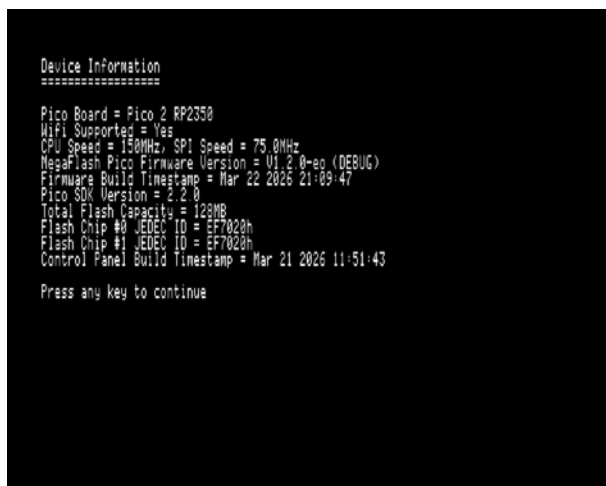 Device Information
==================
Pico Board = Pico 2 RP2350
Wifi Supported = Yes
CPU Speed = 150MHz, SPI Speed = 75.0MHz
MegaFlash Pico Firmware Version = V1.2.0-eq (DEBUG)
Firmware Build Timestamp = Mar 22 2026 21:09:47
Pico SDK Version = 2.2.0
Total Flash Capacity = 128MB
Flash Chip #0 JEDEC ID = EF7020h
Flash Chip #1 JEDEC ID = EF7020h
Control Panel Build Timestamp = Mar 21 2026 11:51:43
Press any key to continue